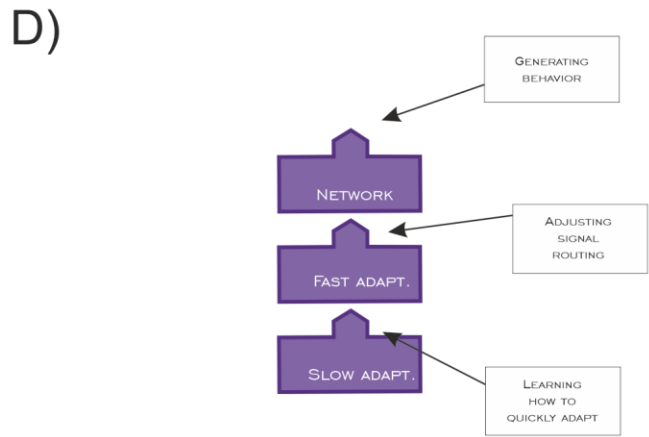 D)
GENERATING
BEHAVIOR
NETWORK
ADJUSTING
SIGNAL
ROUTING
FAST ADAPT.
SLOW ADAPT.
LEARNING
HOW TO
QUICKLY ADAPT